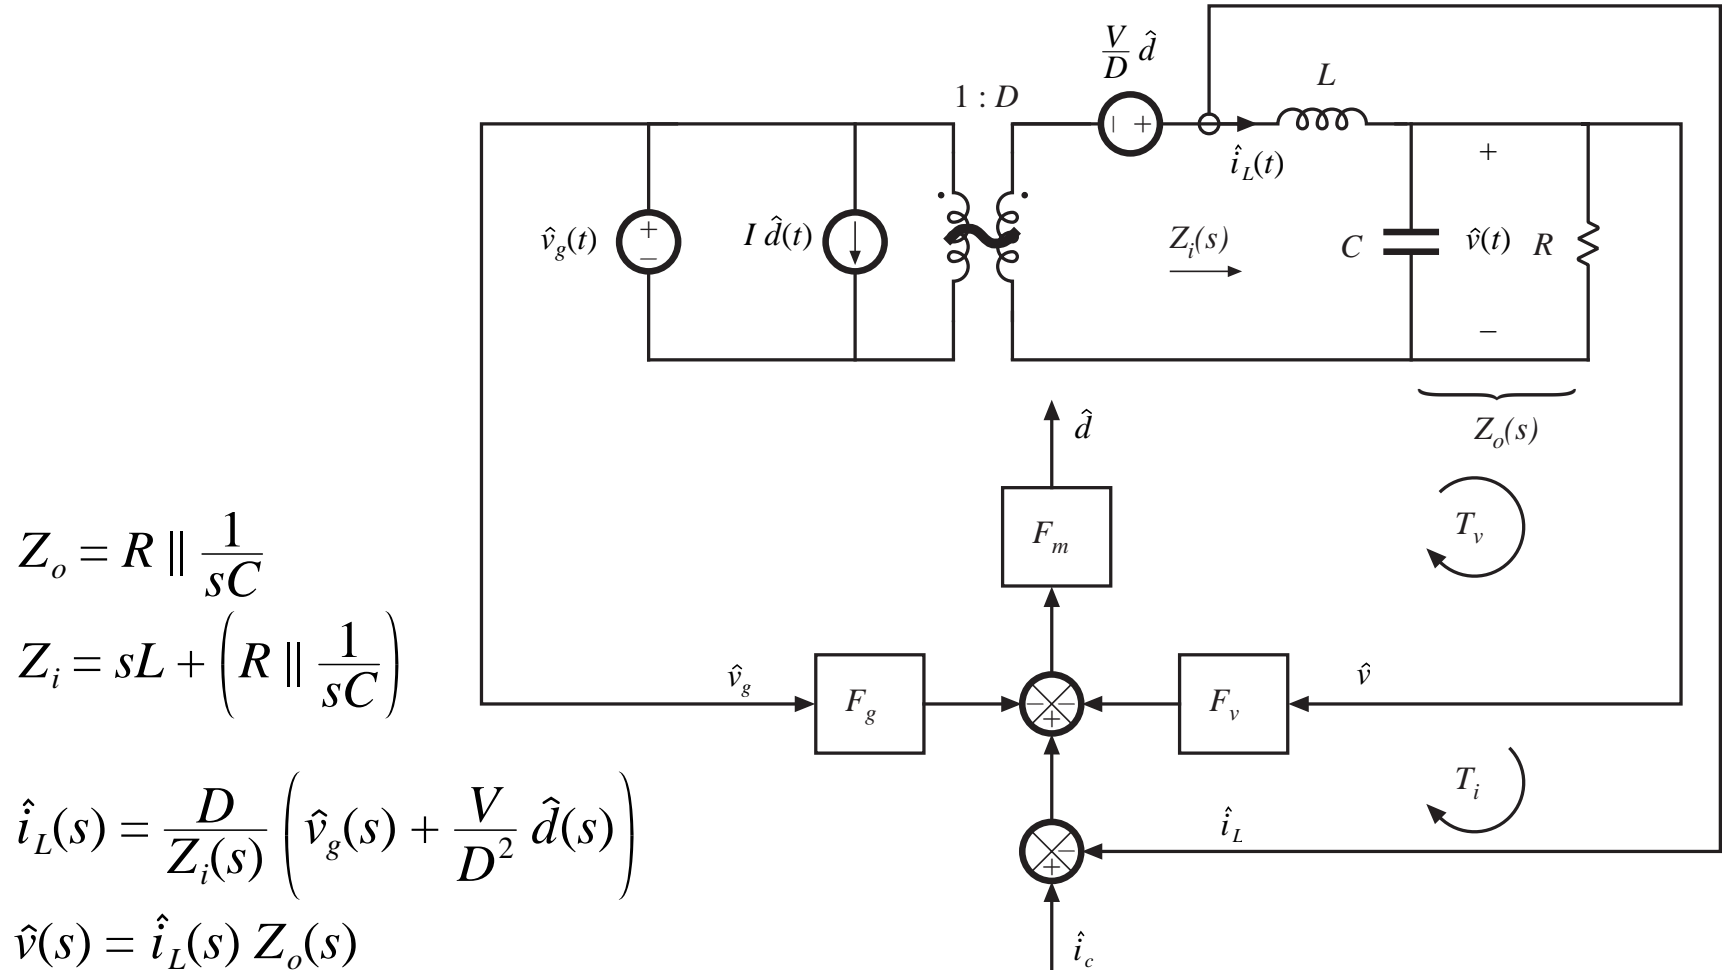 V/D d̂
L
1 : D
− +
î_L(t)
+
v̂_g(t)
+
−
I d̂(t)
Z_i(s)
C
v̂(t)
R
−
Z_o(s)
d̂
F_m
T_v
Z_o = R || 1/sC
Z_i = sL + (R || 1/sC)
v̂_g
F_g
− −
+
F_v
v̂
T_i
î_L(s) = D/Z_i(s) (v̂_g(s) + V/D² d̂(s))
î_L
−
+
v̂(s) = î_L(s) Z_o(s)
î_c